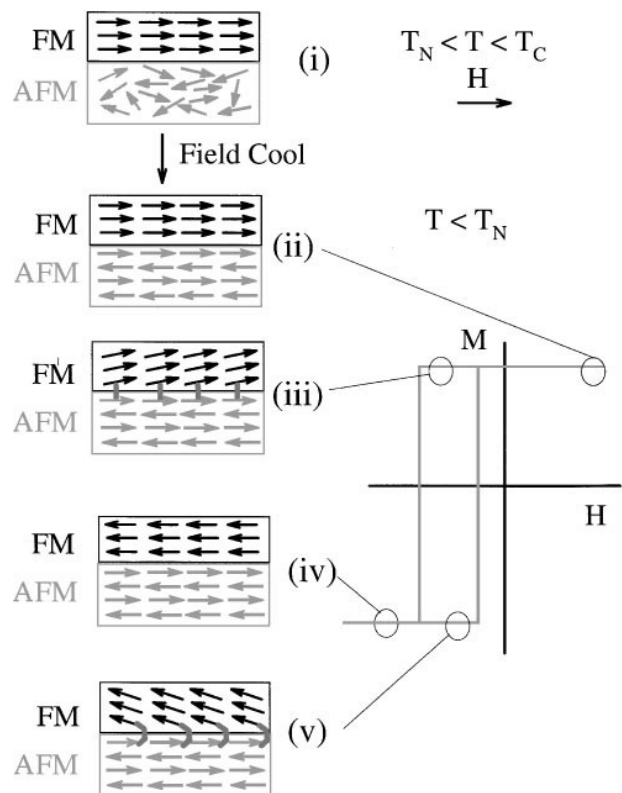 FM
(i)
T_N < T < T_C
H
AFM
Field Cool
FM
T < T_N
(ii)
AFM
M
FM
(iii)
AFM
H
FM
(iv)
AFM
FM
(v)
AFM